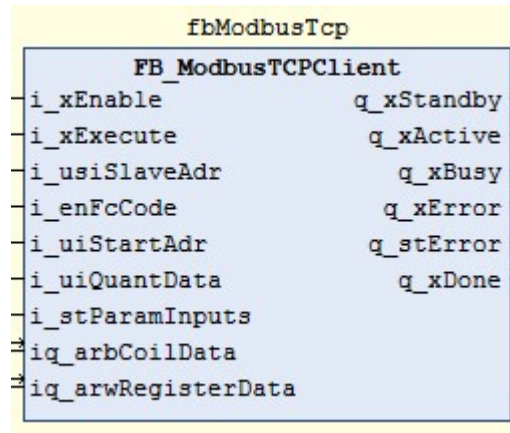 fbModbusTcp
FB_ModbusTCPClient
i_xEnable q_xStandby
i_xExecute q_xActive
i_usiSlaveAdr q_xBusy
i_enFcCode q_xError
i_uiStartAdr q_stError
i_uiQuantData q_xDone
i_stParamInputs
iq_arbCoilData
iq_arwRegisterData